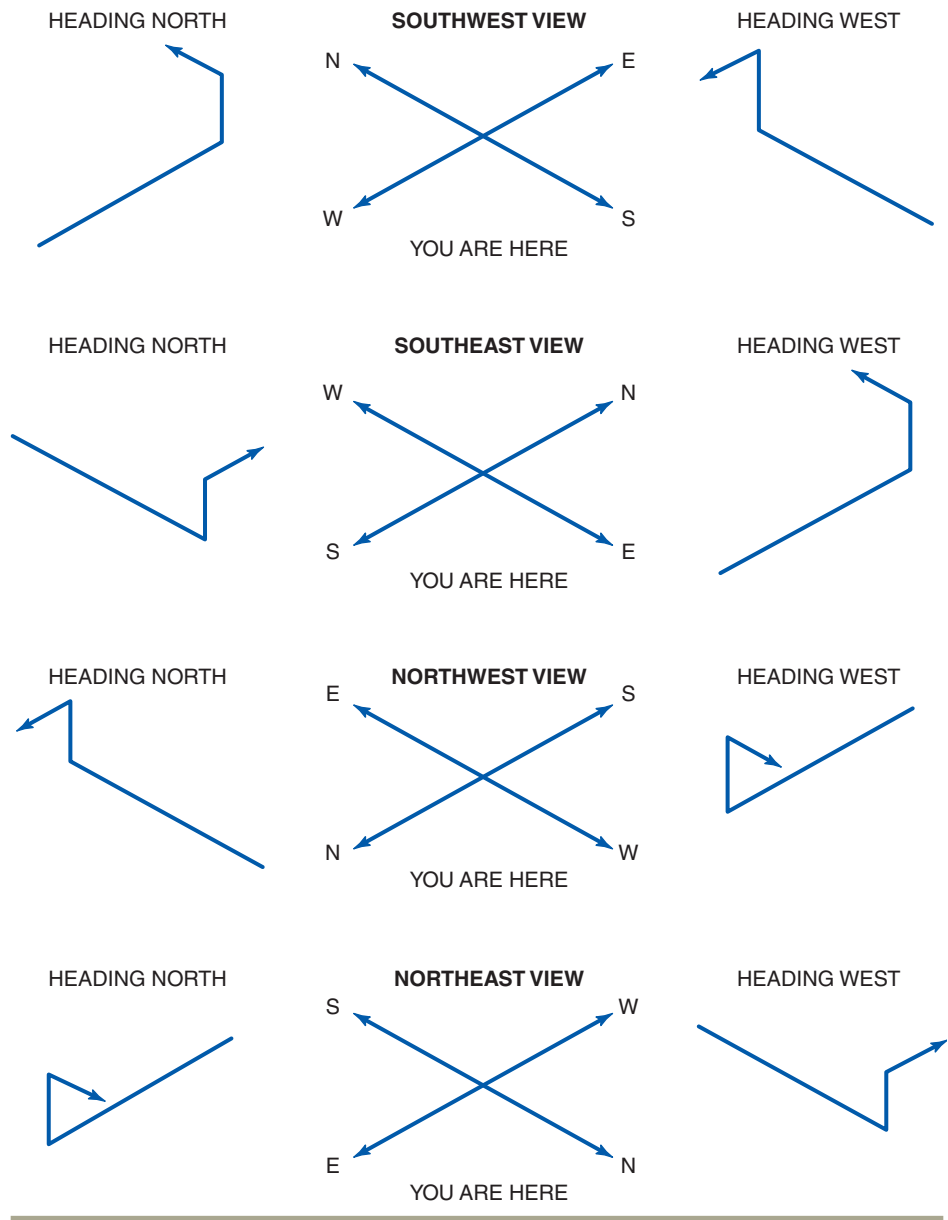 HEADING NORTH SOUTHWEST VIEW HEADING WEST
N E
W S
YOU ARE HERE
HEADING NORTH SOUTHEAST VIEW HEADING WEST
W N
S E
YOU ARE HERE
HEADING NORTH NORTHWEST VIEW HEADING WEST
E S
N W
YOU ARE HERE
HEADING NORTH NORTHEAST VIEW HEADING WEST
S W
E N
YOU ARE HERE